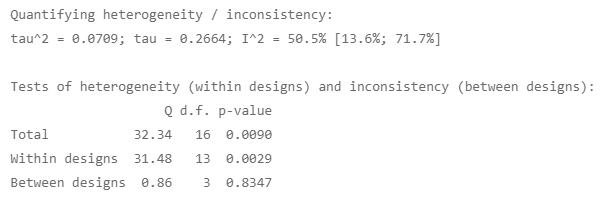 Quantifying heterogeneity / inconsistency:
tau^2 = 0.0709; tau = 0.2664; I^2 = 50.5% [13.6%; 71.7%]
Tests of heterogeneity (within designs) and inconsistency (between designs):
Q d.f. p-value
Total 32.34 16 0.0090
Within designs 31.48 13 0.0029
Between designs 0.86 3 0.8347